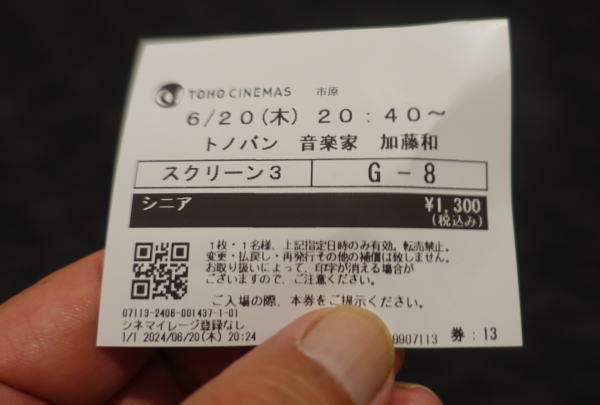 TOHO CINEMAS 市原
6/20(木) 20:40～
トノバン 音楽家 加藤和
スクリーン3 G-8
シニア ¥1,300
(税込み)
1枚・1名様、上記指定日時のみ有効。転売禁止。
変更・払戻し・再発行その他の補償は致しません。
お取り扱いによって、印字が消える場合が
ございますので、ご注意ください。
ご入場の際、本券をご提示ください。
07113-2406-001437-1-01
シネマイレージ登録なし
1/1 2024/06/20(木) 20:24
9907113 券:13